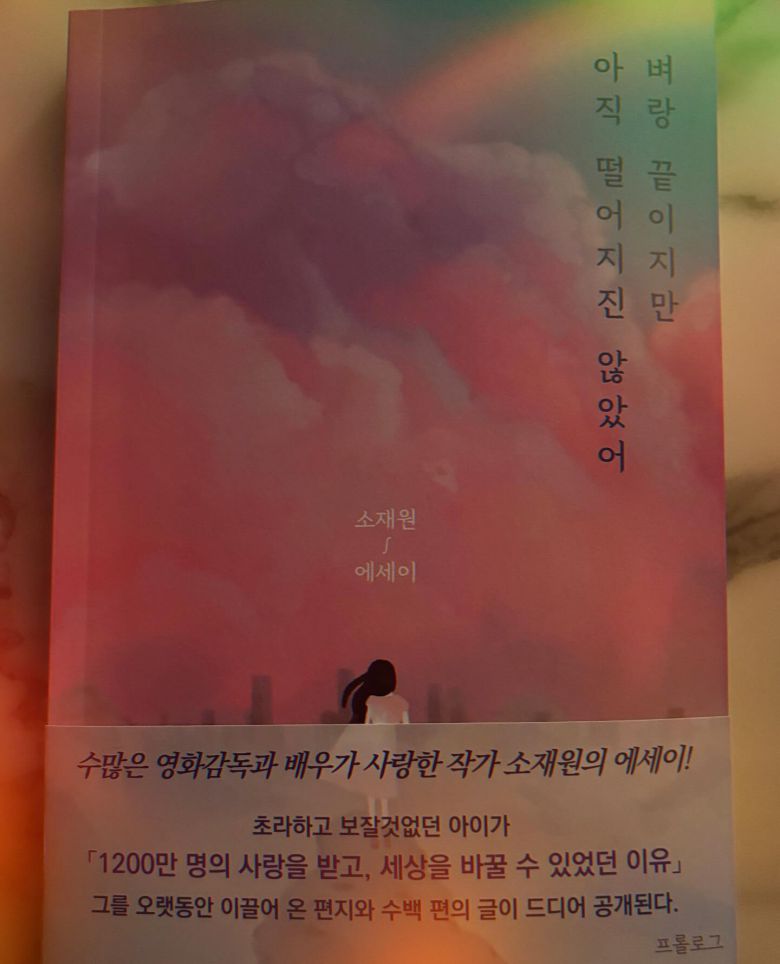 벼랑 끝이지만
아직 떨어지진 않았어
소재원
에세이
수많은 영화감독과 배우가 사랑한 작가 소재원의 에세이!
초라하고 보잘것없던 아이가
「1200만 명의 사랑을 받고, 세상을 바꿀 수 있었던 이유」
그를 오랫동안 이끌어 온 편지와 수백 편의 글이 드디어 공개된다.
프롤로그